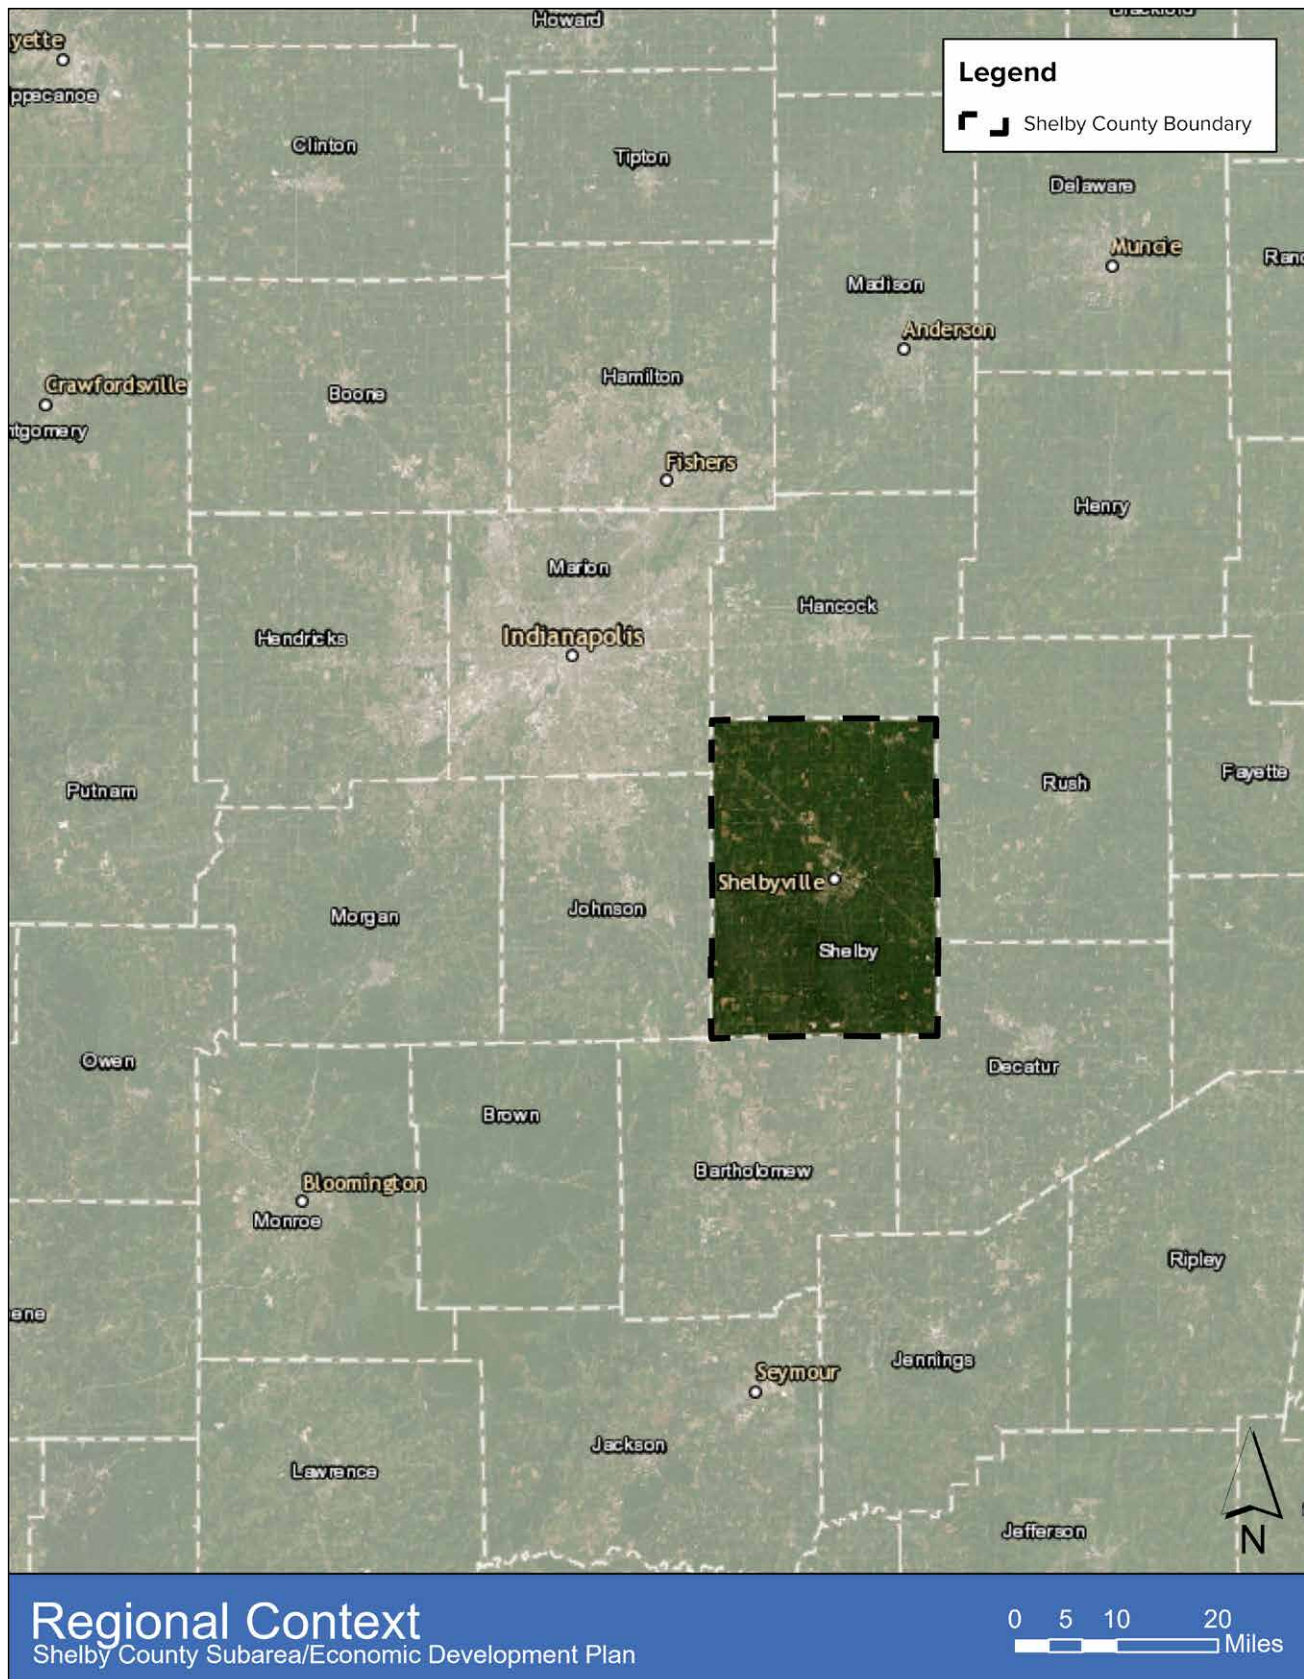 Howard
yette
ppecanoe
Legend
Shelby County Boundary
Clinton
Tipton
Delaware
Muncie
Madison
Anderson
Crawfordsville
Boone
Hamilton
ntgomery
Fishers
Henry
Marion
Hancock
Hendricks
Indianapolis
Putnam
Rush
Fayette
Shelbyville
Morgan
Johnson
Shelby
Owen
Decatur
Brown
Bartholomew
Bloomington
Monroe
Ripley
ene
Seymour
Jennings
Jackson
Lawrence
Jefferson
N
Regional Context
Shelby County Subarea/Economic Development Plan
0 5 10 20
Miles